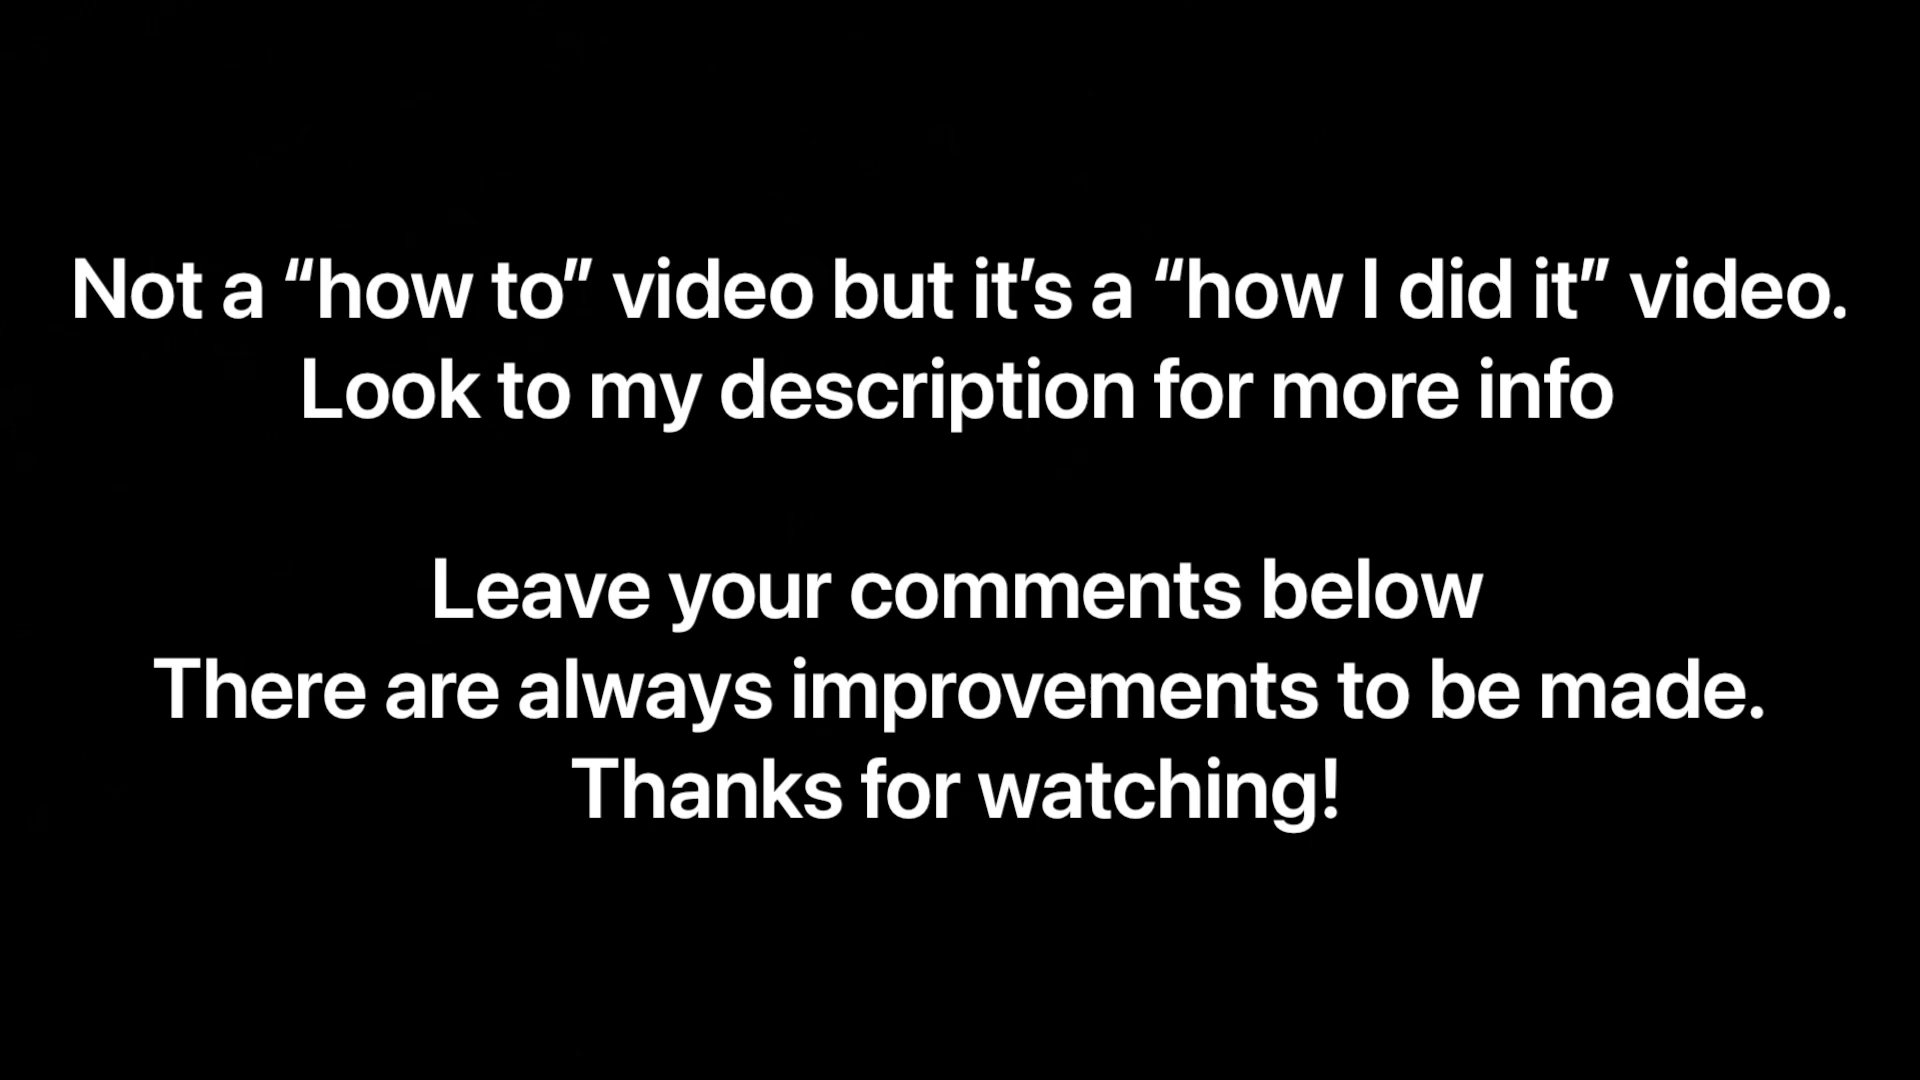 Not a “how to” video but it’s a “how I did it” video.
Look to my description for more info
Leave your comments below
There are always improvements to be made.
Thanks for watching!